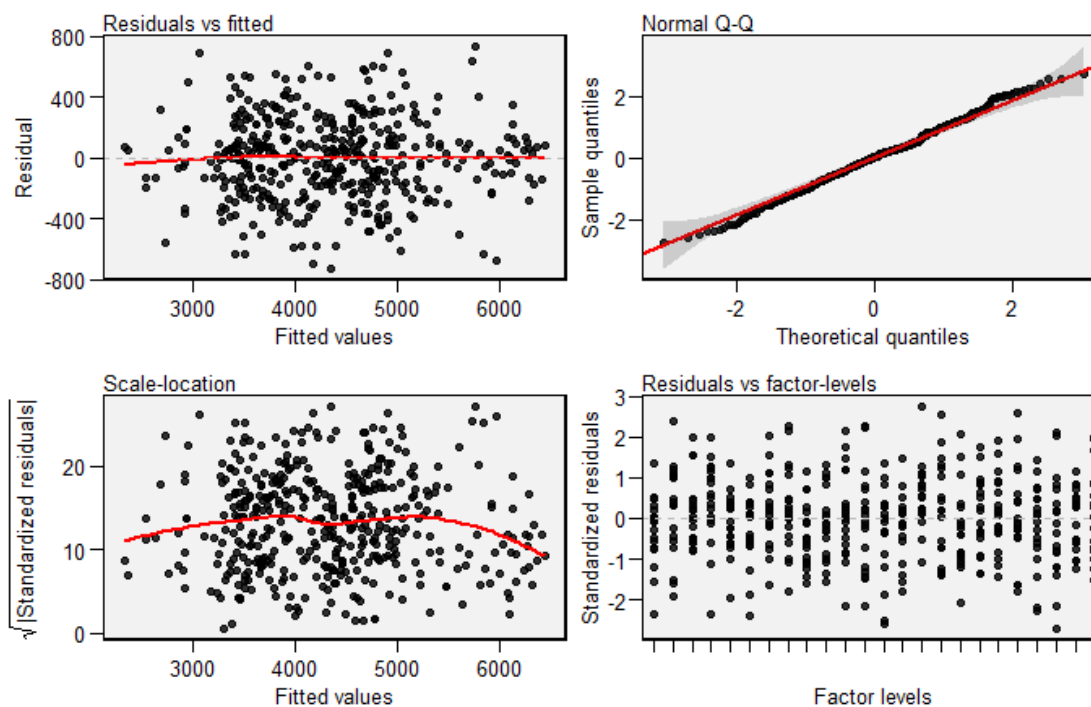 Residuals vs fitted
800
400
0
-400
-800
Residual
3000 4000 5000 6000
Fitted values
Normal Q-Q
2
0
-2
Sample quantiles
-2 0 2
Theoretical quantiles
Scale-location
20
10
0
√|Standardized residuals|
3000 4000 5000 6000
Fitted values
Residuals vs factor-levels
3
2
1
0
-1
-2
Standardized residuals
Factor levels